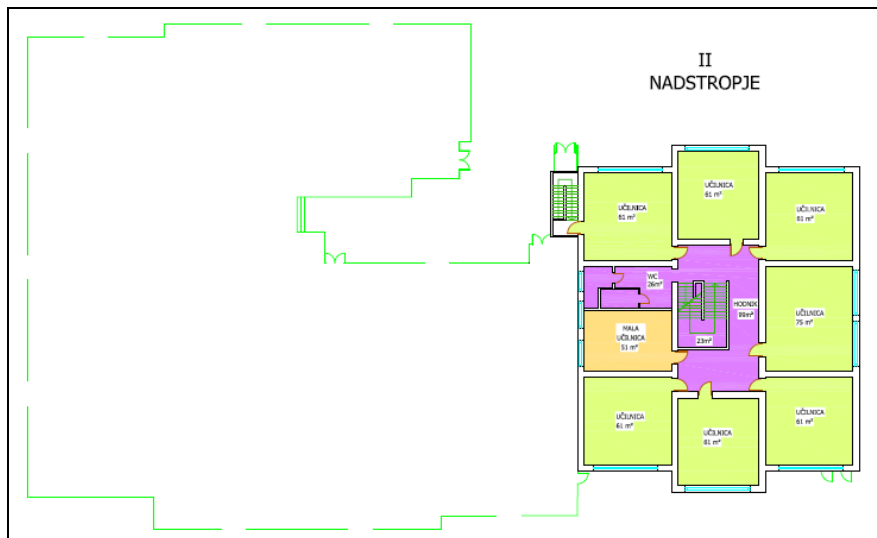 II
NADSTROPJE
UČILNICA
61 m²
UČILNICA
61 m²
UČILNICA
61 m²
WC
26m²
HODNIK
99m²
UČILNICA
75 m²
MALA
UČILNICA
51 m²
23m²
UČILNICA
61 m²
UČILNICA
61 m²
UČILNICA
61 m²